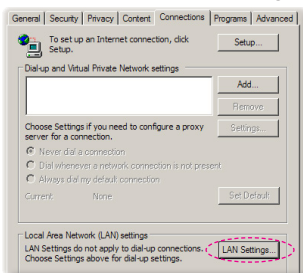 General Security Privacy Content Connections Programs Advanced
To set up an Internet connection, click Setup. Setup...
Dial-up and Virtual Private Network settings
Add...
Remove
Choose Settings if you need to configure a proxy server for a connection. Settings...
Never dial a connection
Dial whenever a network connection is not present
Always dial my default connection
Current None Set Default
Local Area Network (LAN) settings
LAN Settings do not apply to dial-up connections. LAN Settings...
Choose Settings above for dial-up settings.